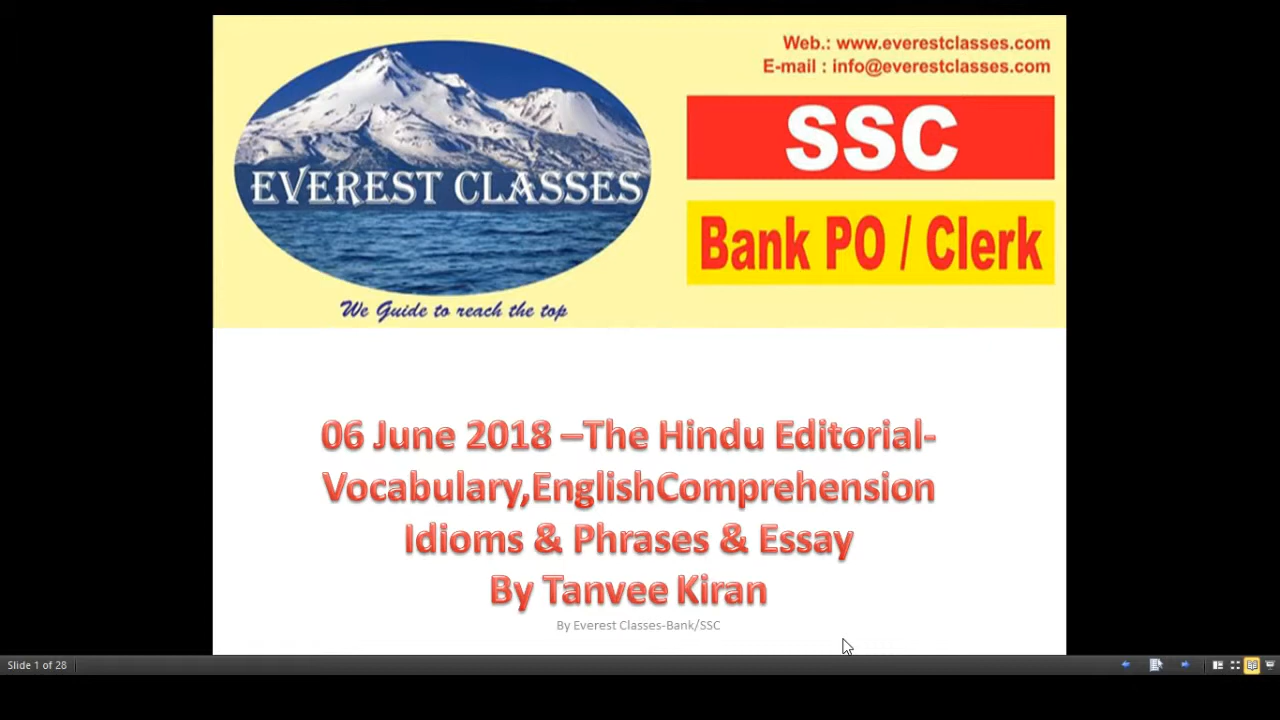 Web.: www.everestclasses.com
E-mail : info@everestclasses.com
EVEREST CLASSES
We Guide to reach the top
SSC
Bank PO / Clerk
06 June 2018 –The Hindu Editorial-
Vocabulary,EnglishComprehension
Idioms & Phrases & Essay
By Tanvee Kiran
By Everest Classes-Bank/SSC
Slide 1 of 28